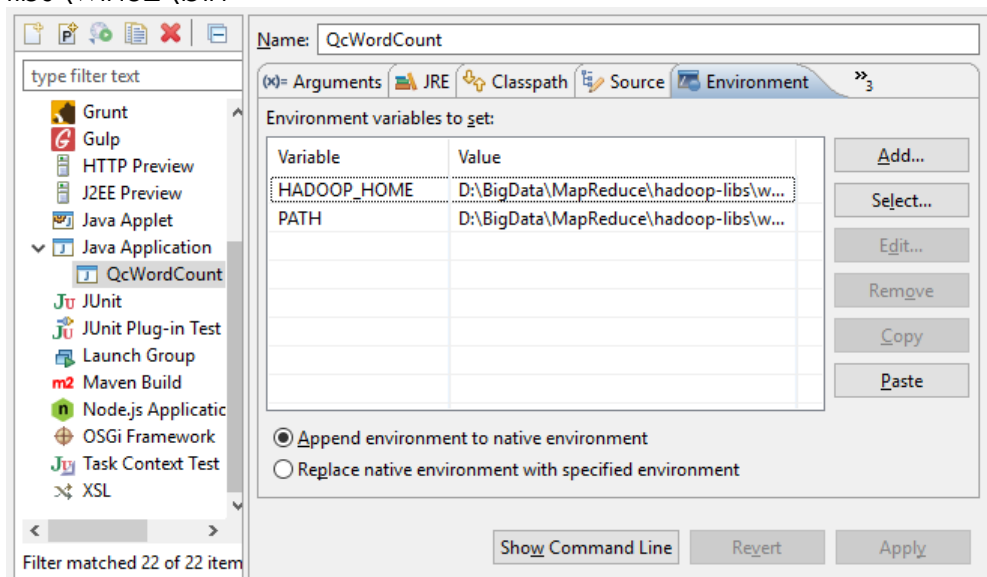 Name: QcWordCount
type filter text
(x)= Arguments JRE Classpath Source Environment »3
Grunt
Gulp
HTTP Preview
J2EE Preview
Java Applet
Java Application
QcWordCount
JUnit
JUnit Plug-in Test
Launch Group
m2 Maven Build
Node.js Applicatic
OSGi Framework
Task Context Test
XSL
Filter matched 22 of 22 item
Environment variables to set:
Variable Value
HADOOP_HOME D:\BigData\MapReduce\hadoop-libs\w...
PATH D:\BigData\MapReduce\hadoop-libs\w...
Add...
Select...
Edit...
Remove
Copy
Paste
Append environment to native environment
Replace native environment with specified environment
Show Command Line Revert Apply